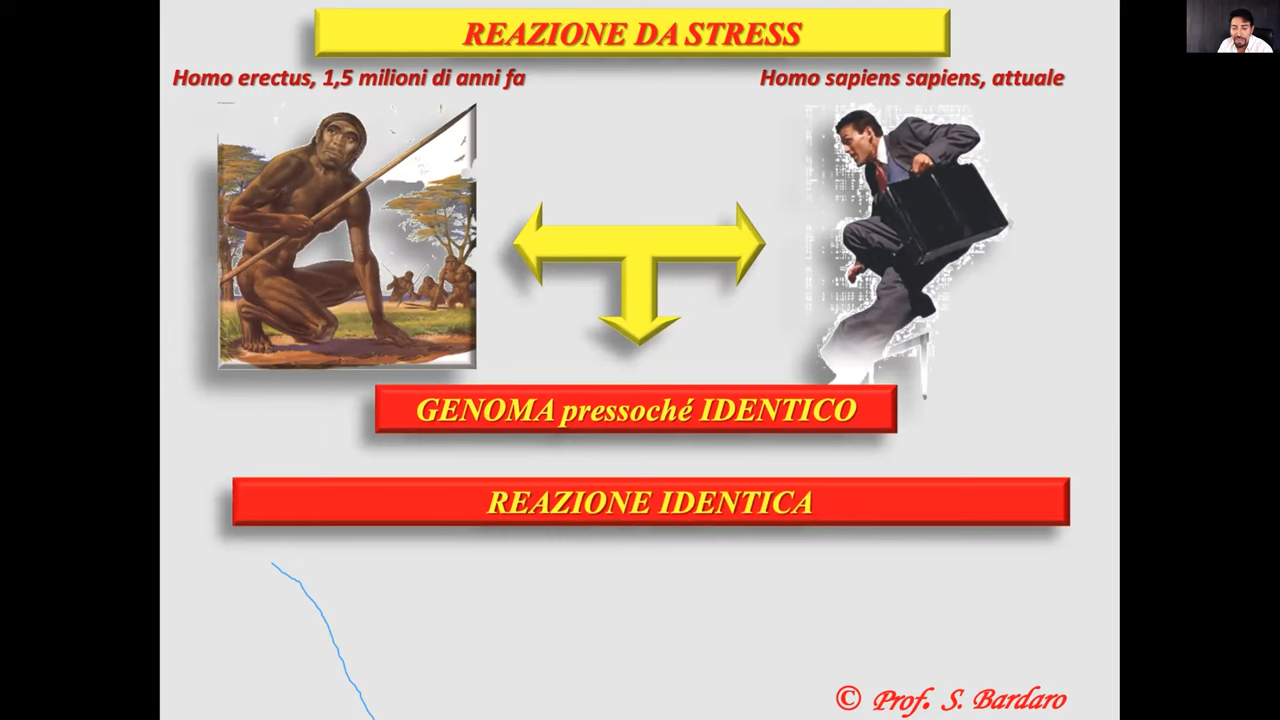 REAZIONE DA STRESS
Homo erectus, 1,5 milioni di anni fa
Homo sapiens sapiens, attuale
GENOMA pressoché IDENTICO
REAZIONE IDENTICA
© Prof. S. Bardaro